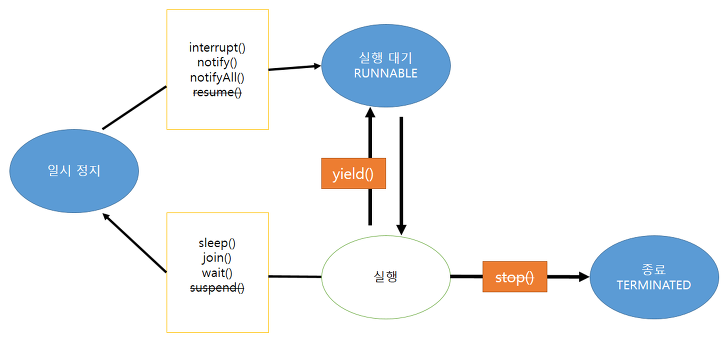 interrupt()
notify()
notifyAll()
resume()
실행 대기
RUNNABLE
일시 정지
yield()
sleep()
join()
wait()
suspend()
실행
stop()
종료
TERMINATED